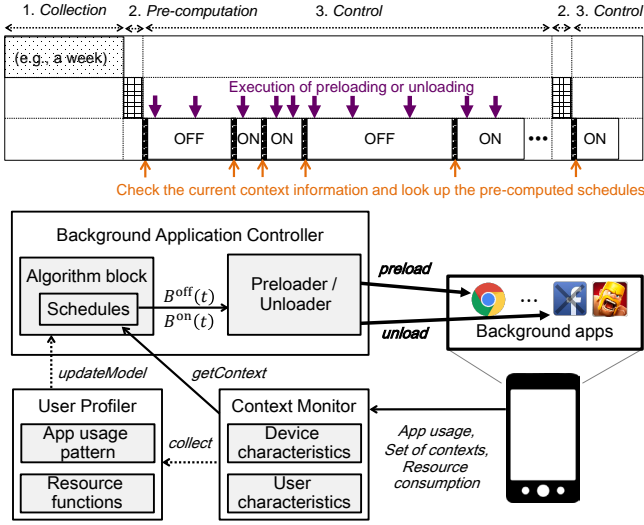 1. Collection 2. Pre-computation 3. Control 2. 3. Control
(e.g., a week)
Execution of preloading or unloading
OFF ON ON OFF ON ••• ON
Check the current context information and look up the pre-computed schedules
Background Application Controller
Algorithm block
Schedules
B^off(t)
B^on(t)
Preloader /
Unloader
preload
unload
...
Background apps
updateModel
getContext
User Profiler
App usage
pattern
Resource
functions
collect
Context Monitor
Device
characteristics
User
characteristics
App usage,
Set of contexts,
Resource
consumption